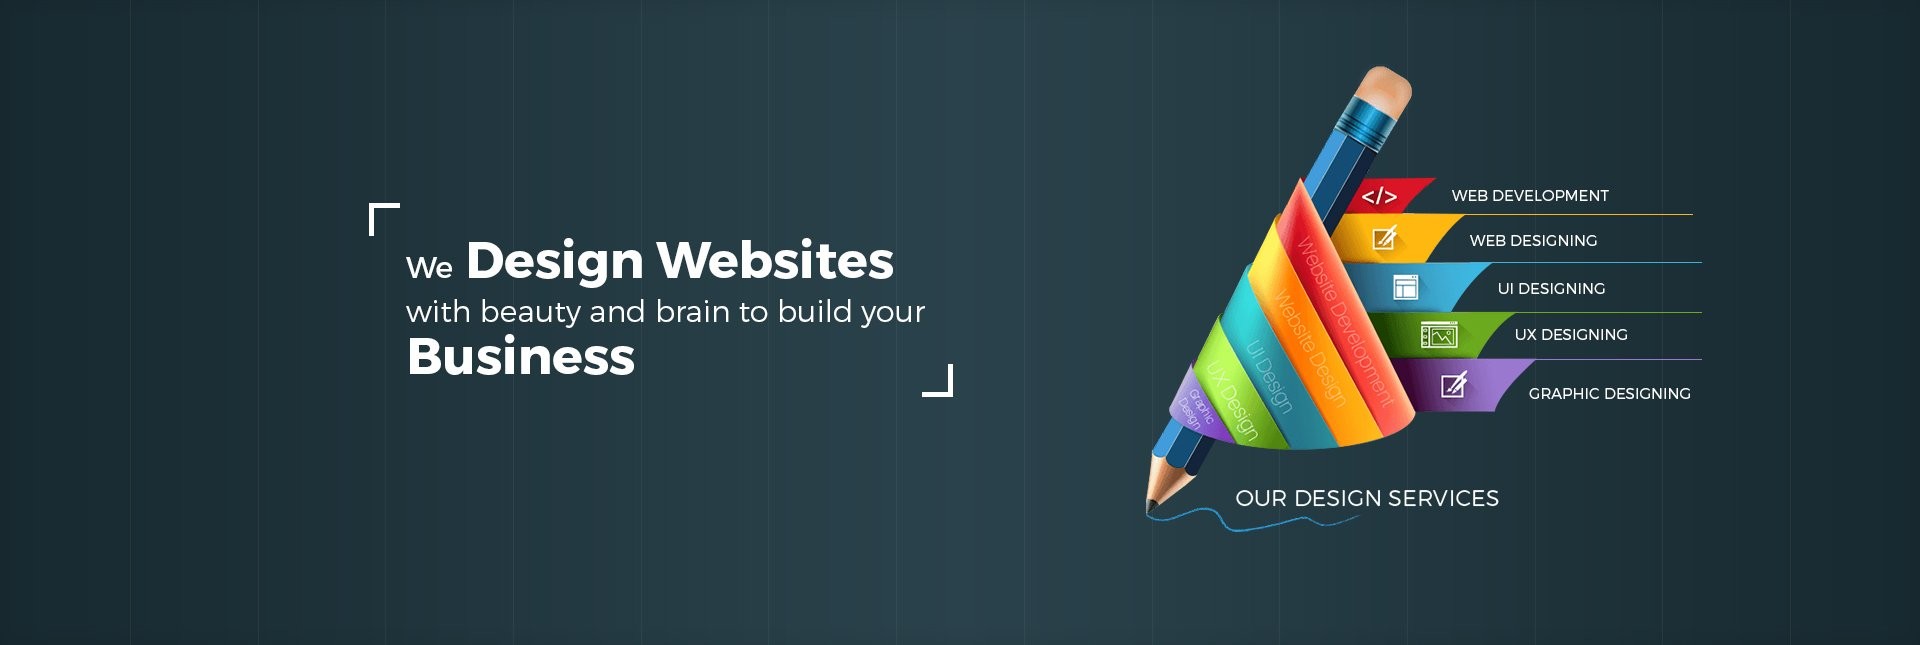 We Design Websites
with beauty and brain to build your
Business
</>
WEB DEVELOPMENT
WEB DESIGNING
UI DESIGNING
UX DESIGNING
GRAPHIC DESIGNING
Website Development
Website Design
UI Design
UX Design
Graphic
Design
OUR DESIGN SERVICES